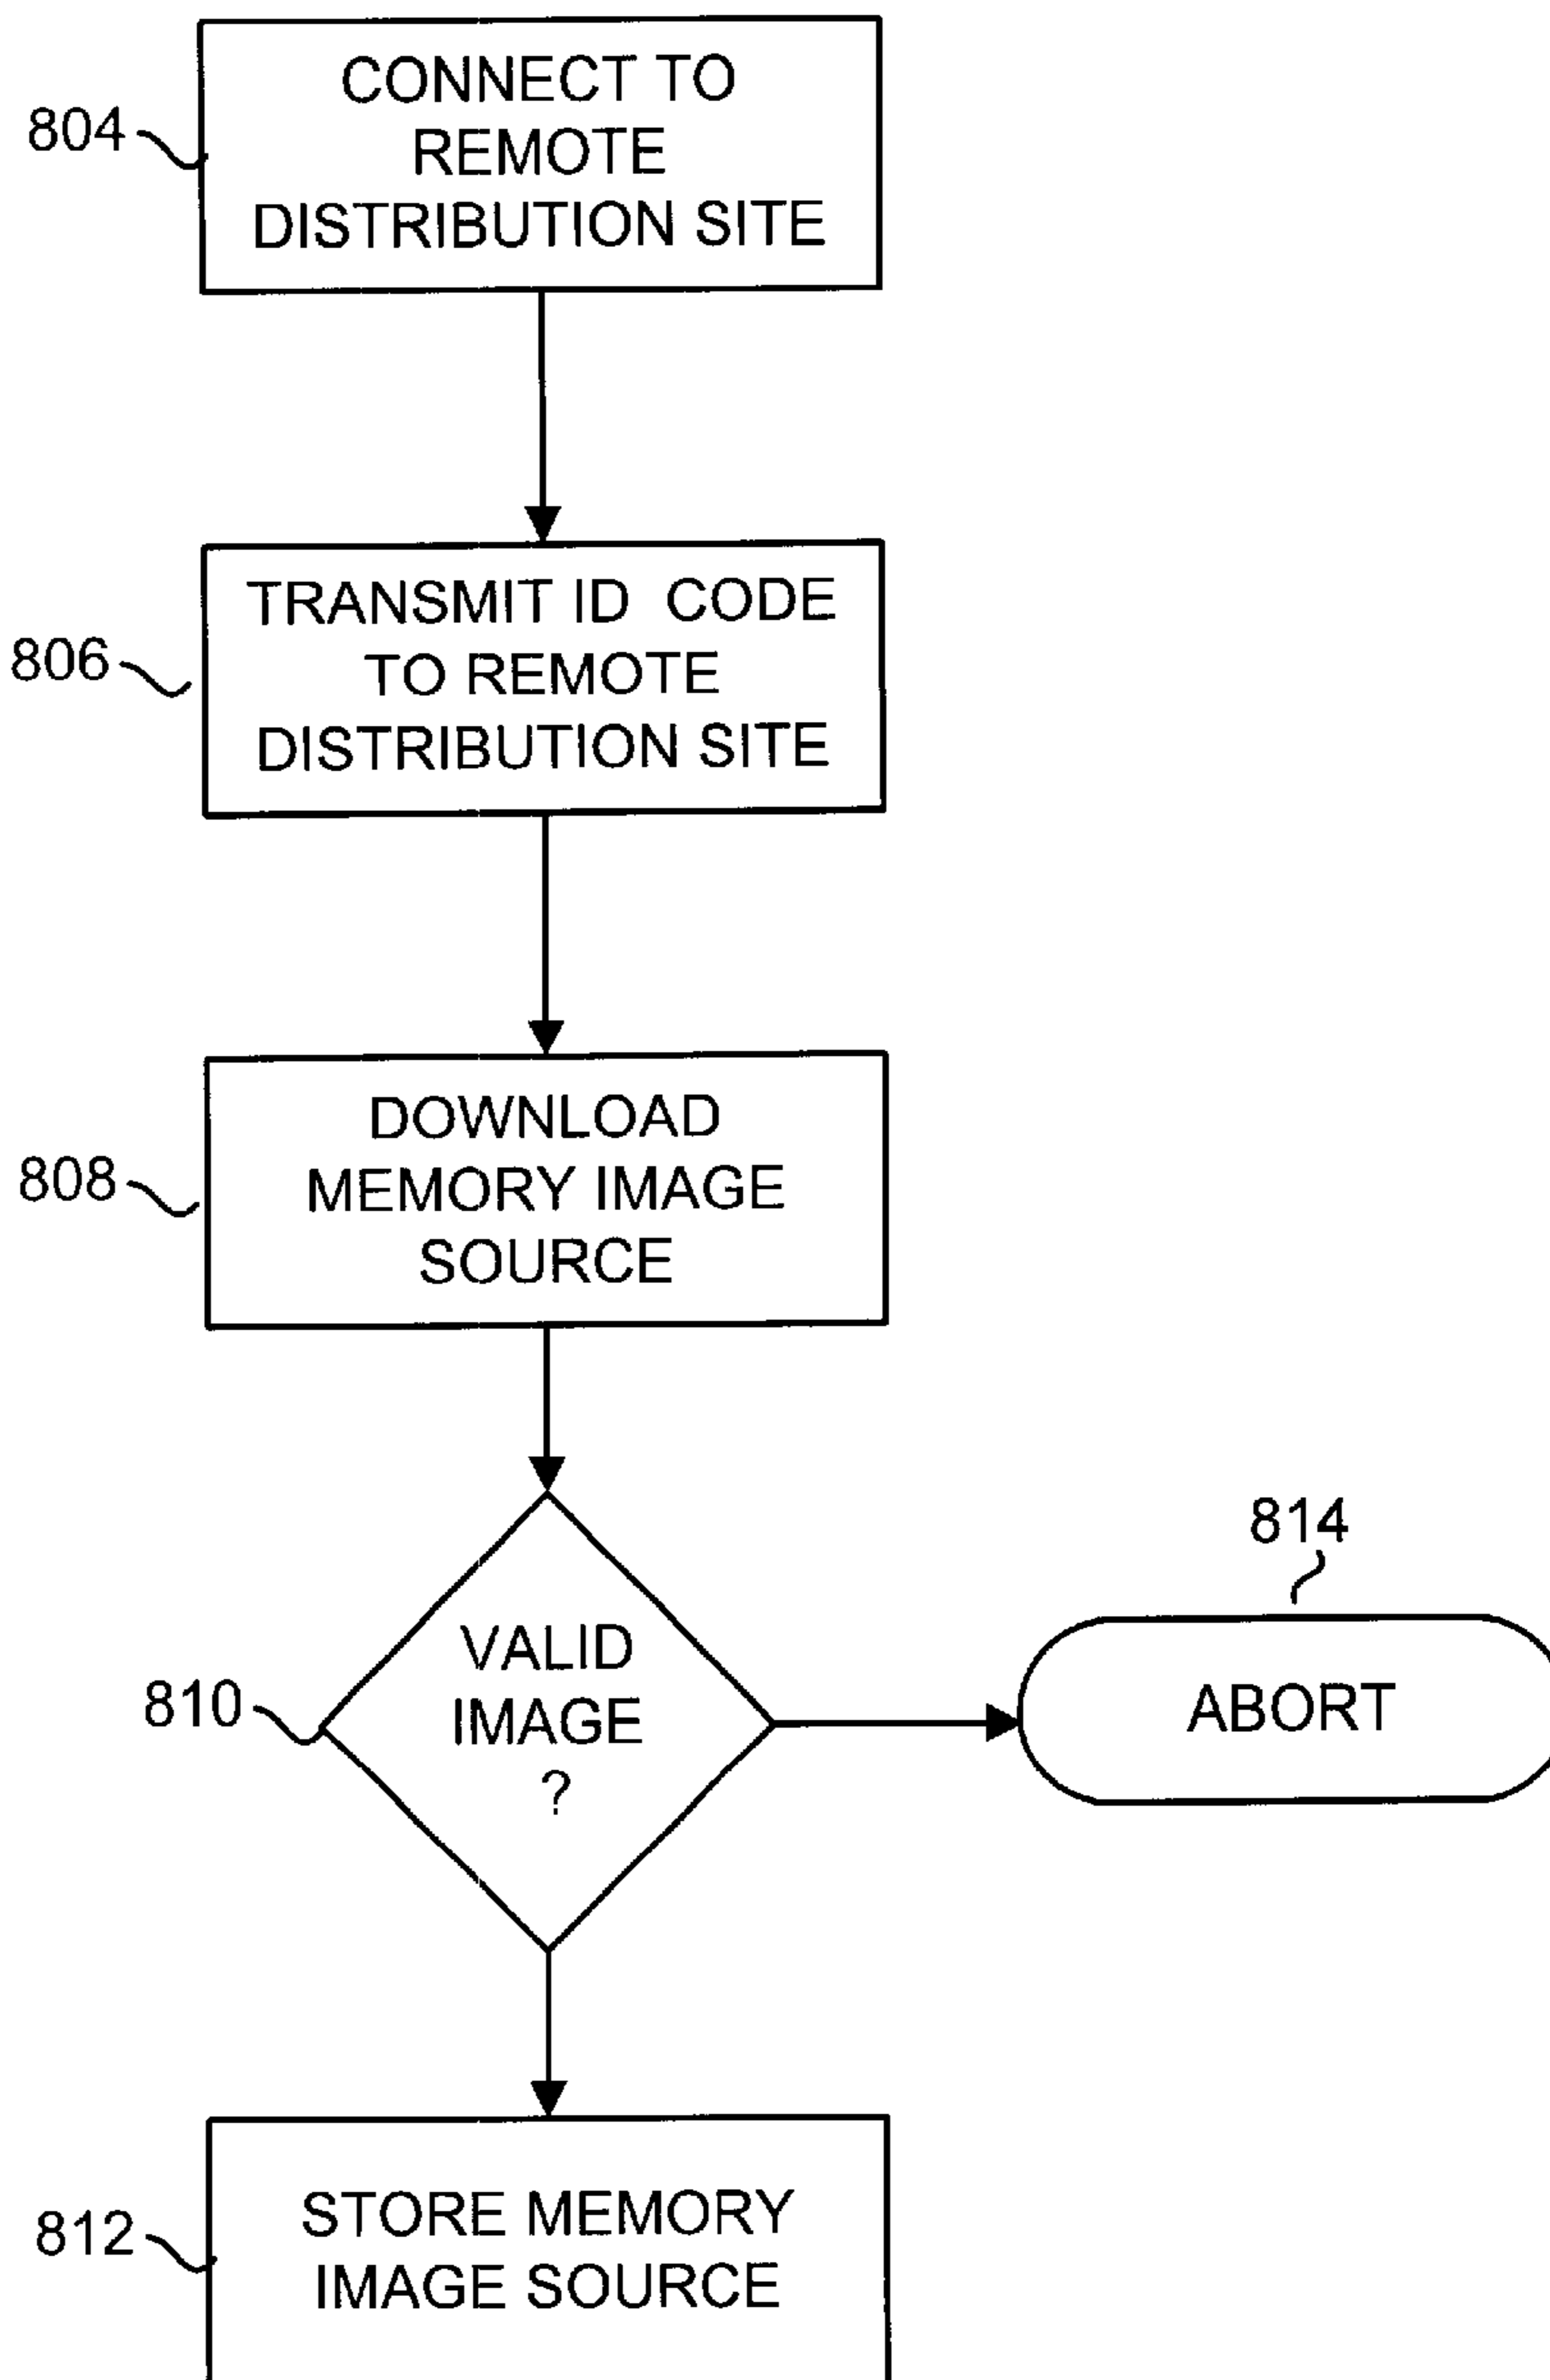 804
CONNECT TO
REMOTE
DISTRIBUTION SITE
806
TRANSMIT ID CODE
TO REMOTE
DISTRIBUTION SITE
808
DOWNLOAD
MEMORY IMAGE
SOURCE
810
VALID
IMAGE
?
814
ABORT
812
STORE MEMORY
IMAGE SOURCE